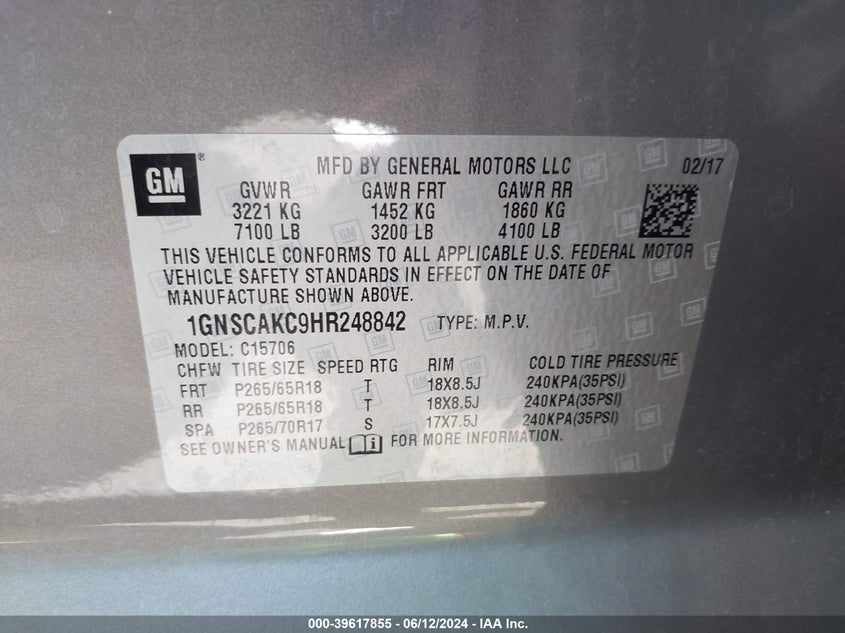 GM® MFD BY GENERAL MOTORS LLC 02/17
GVWR GAWR FRT GAWR RR
3221 KG 1452 KG 1860 KG
7100 LB 3200 LB 4100 LB
THIS VEHICLE CONFORMS TO ALL APPLICABLE U.S. FEDERAL MOTOR
VEHICLE SAFETY STANDARDS IN EFFECT ON THE DATE OF
MANUFACTURE SHOWN ABOVE.
1GNSCAKC9HR248842 TYPE: M.P.V.
MODEL: C15706
CHFW TIRE SIZE SPEED RTG RIM COLD TIRE PRESSURE
FRT P265/65R18 T 18X8.5J 240KPA(35PSI)
RR P265/65R18 T 18X8.5J 240KPA(35PSI)
SPA P265/70R17 S 17X7.5J 240KPA(35PSI)
SEE OWNER'S MANUAL FOR MORE INFORMATION.
000-39617855 - 06/12/2024 - IAA Inc.